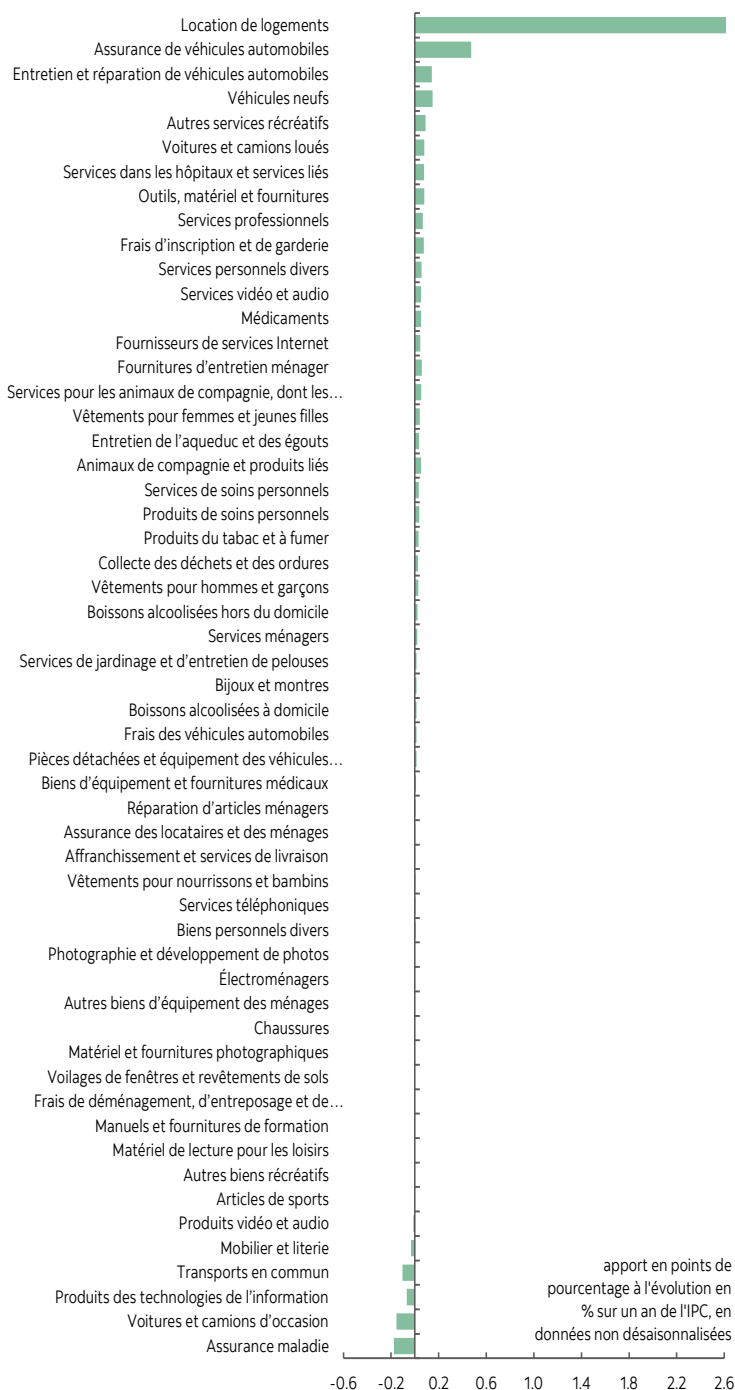 Location de logements
Assurance de véhicules automobiles
Entretien et réparation de véhicules automobiles
Véhicules neufs
Autres services récréatifs
Voitures et camions loués
Services dans les hôpitaux et services liés
Outils, matériel et fournitures
Services professionnels
Frais d'inscription et de garderie
Services personnels divers
Services vidéo et audio
Médicaments
Fournisseurs de services Internet
Fournitures d'entretien ménager
Services pour les animaux de compagnie, dont les…
Vêtements pour femmes et jeunes filles
Entretien de l'aqueduc et des égouts
Animaux de compagnie et produits liés
Services de soins personnels
Produits de soins personnels
Produits du tabac et à fumer
Collecte des déchets et des ordures
Vêtements pour hommes et garçons
Boissons alcoolisées hors du domicile
Services ménagers
Services de jardinage et d'entretien de pelouses
Bijoux et montres
Boissons alcoolisées à domicile
Frais des véhicules automobiles
Pièces détachées et équipement des véhicules…
Biens d'équipement et fournitures médicaux
Réparation d'articles ménagers
Assurance des locataires et des ménages
Affranchissement et services de livraison
Vêtements pour nourrissons et bambins
Services téléphoniques
Biens personnels divers
Photographie et développement de photos
Électroménagers
Autres biens d'équipement des ménages
Chaussures
Matériel et fournitures photographiques
Voilages de fenêtres et revêtements de sols
Frais de déménagement, d'entreposage et de…
Manuels et fournitures de formation
Matériel de lecture pour les loisirs
Autres biens récréatifs
Articles de sports
Produits vidéo et audio
Mobilier et literie
Transports en commun
Produits des technologies de l'information
Voitures et camions d'occasion
Assurance maladie
apport en points de
pourcentage à l'évolution en
% sur un an de l'IPC, en
données non désaisonnalisées
-0.6 -0.2 0.2 0.6 1.0 1.4 1.8 2.2 2.6